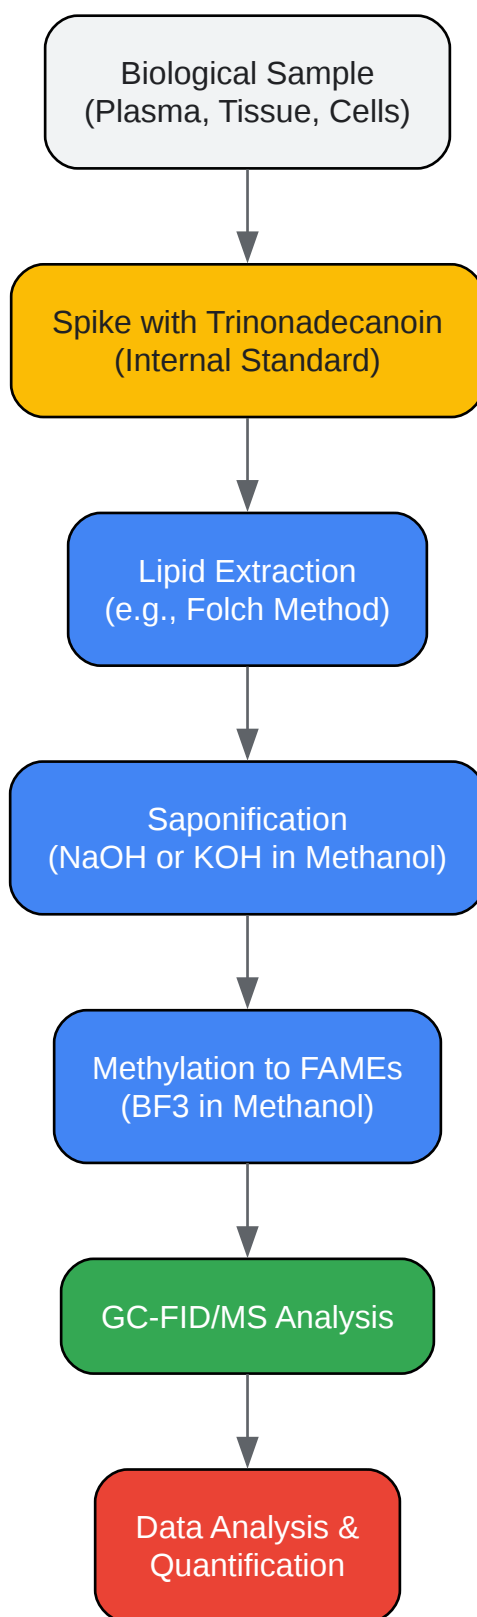 Biological Sample
(Plasma, Tissue, Cells)
Spike with Trinonadecanoin
(Internal Standard)
Lipid Extraction
(e.g., Folch Method)
Saponification
(NaOH or KOH in Methanol)
Methylation to FAMEs
(BF3 in Methanol)
GC-FID/MS Analysis
Data Analysis &
Quantification